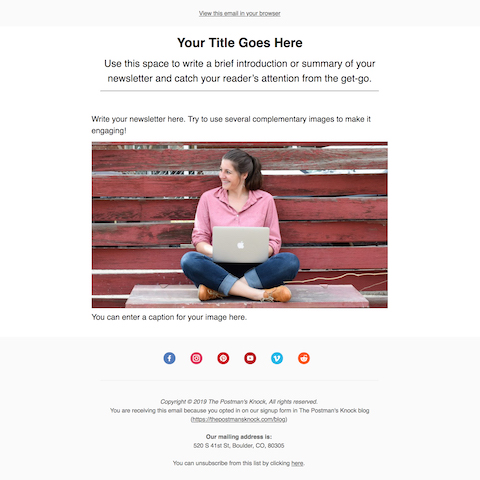 View this email in your browser
Your Title Goes Here
Use this space to write a brief introduction or summary of your
newsletter and catch your reader's attention from the get-go.
Write your newsletter here. Try to use several complementary images to make it
engaging!
You can enter a caption for your image here.
Copyright © 2019 The Postman's Knock, All rights reserved.
You are receiving this email because you opted in on our signup form in The Postman's Knock blog
(https://thepostmansknock.com/blog)
Our mailing address is:
520 S 41st St, Boulder, CO, 80305
You can unsubscribe from this list by clicking here.